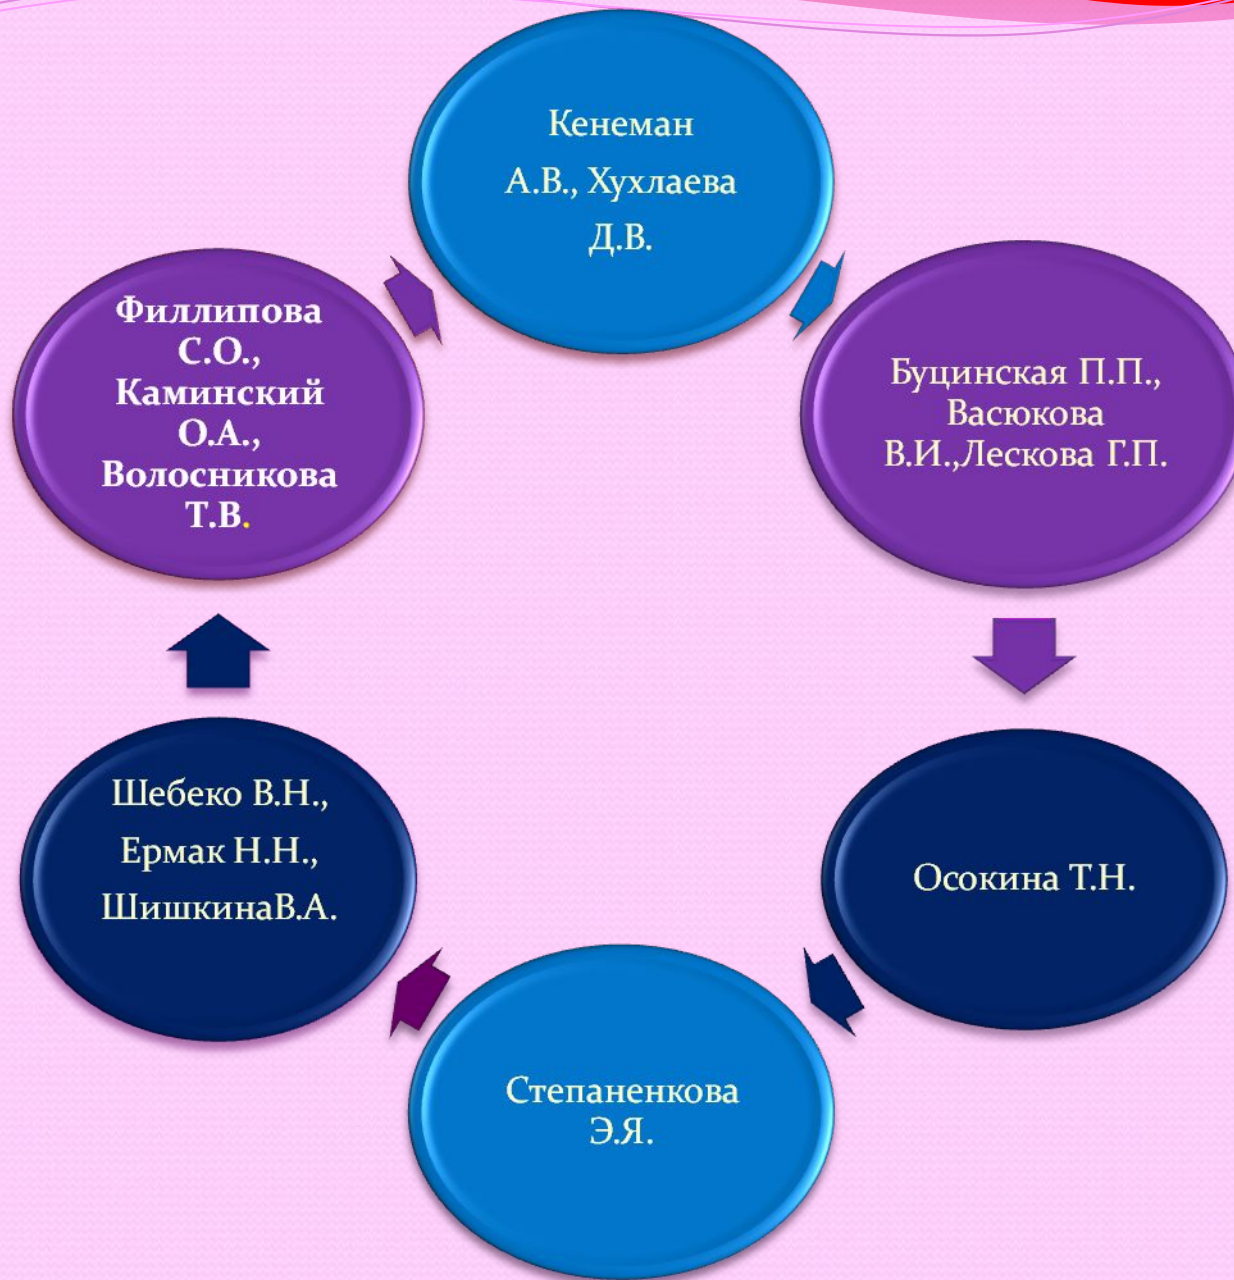 Кенеман
А.В., Хухлаева
Д.В.
Буцинская П.П.,
Васюкова
В.И.,Лескова Г.П.
Осокина Т.Н.
Степаненкова
Э.Я.
Шебеко В.Н.,
Ермак Н.Н.,
ШишкинаВ.А.
Филлипова
С.О.,
Каминский
О.А.,
Волосникова
Т.В.